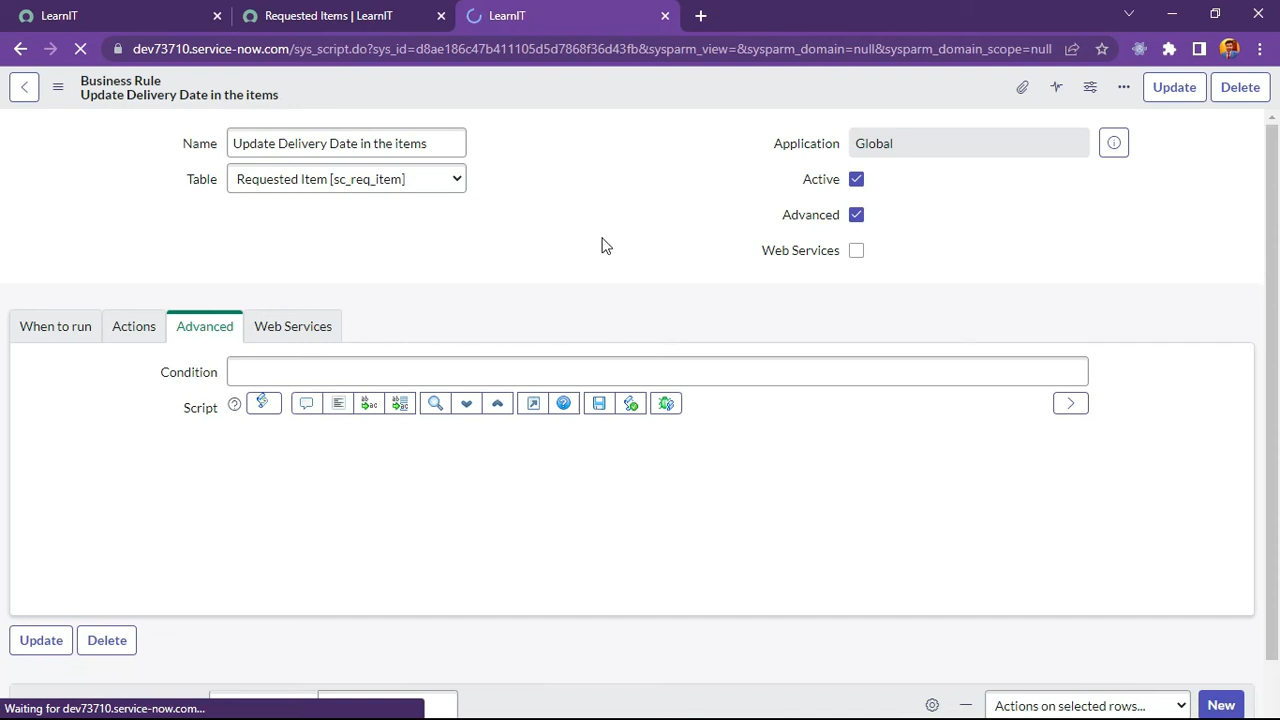 LearnIT
Requested Items | LearnIT
LearnIT
dev73710.service-now.com/sys_script.do?sys_id=d8ae186c47b411105d5d7868f36d43fb&sysparm_view=&sysparm_domain=null&sysparm_domain_scope=null
Business Rule
Update Delivery Date in the items
Update
Delete
Name
Update Delivery Date in the items
Application
Global
Table
Requested Item [sc_req_item]
Active
Advanced
Web Services
When to run
Actions
Advanced
Web Services
Condition
Script
Update
Delete
Actions on selected rows...
New
Waiting for dev73710.service-now.com...